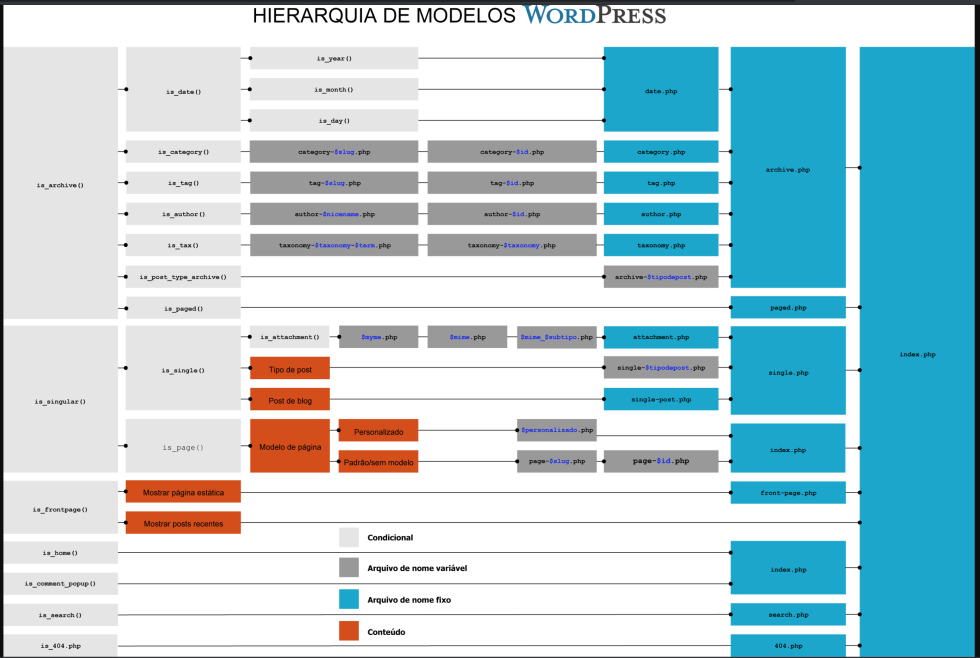 HIERARQUIA DE MODELOS WORDPRESS
is_year()
is_date()
is_month()
date.php
is_day()
is_category()
category-$slug.php
category-$id.php
category.php
is_archive()
is_tag()
tag-$slug.php
tag-$id.php
tag.php
archive.php
is_author()
author-$nicename.php
author-$id.php
author.php
is_tax()
taxonomy-$taxonomy-$term.php
taxonomy-$taxonomy.php
taxonomy.php
is_post_type_archive()
archive-$tipodepost.php
is_paged()
paged.php
index.php
is_attachment()
$myme.php
$mime.php
$mime_$subtipo.php
attachment.php
is_single()
Tipo de post
single-$tipodepost.php
single.php
is_singular()
Post de blog
single-post.php
is_page()
Modelo de página
Personalizado
$personalizado.php
index.php
Padrão/sem modelo
page-$slug.php
page-$id.php
is_frontpage()
Mostrar página estática
front-page.php
Mostrar posts recentes
is_home()
index.php
is_comment_popup()
is_search()
search.php
is_404.php
404.php
Condicional
Arquivo de nome variável
Arquivo de nome fixo
Conteúdo